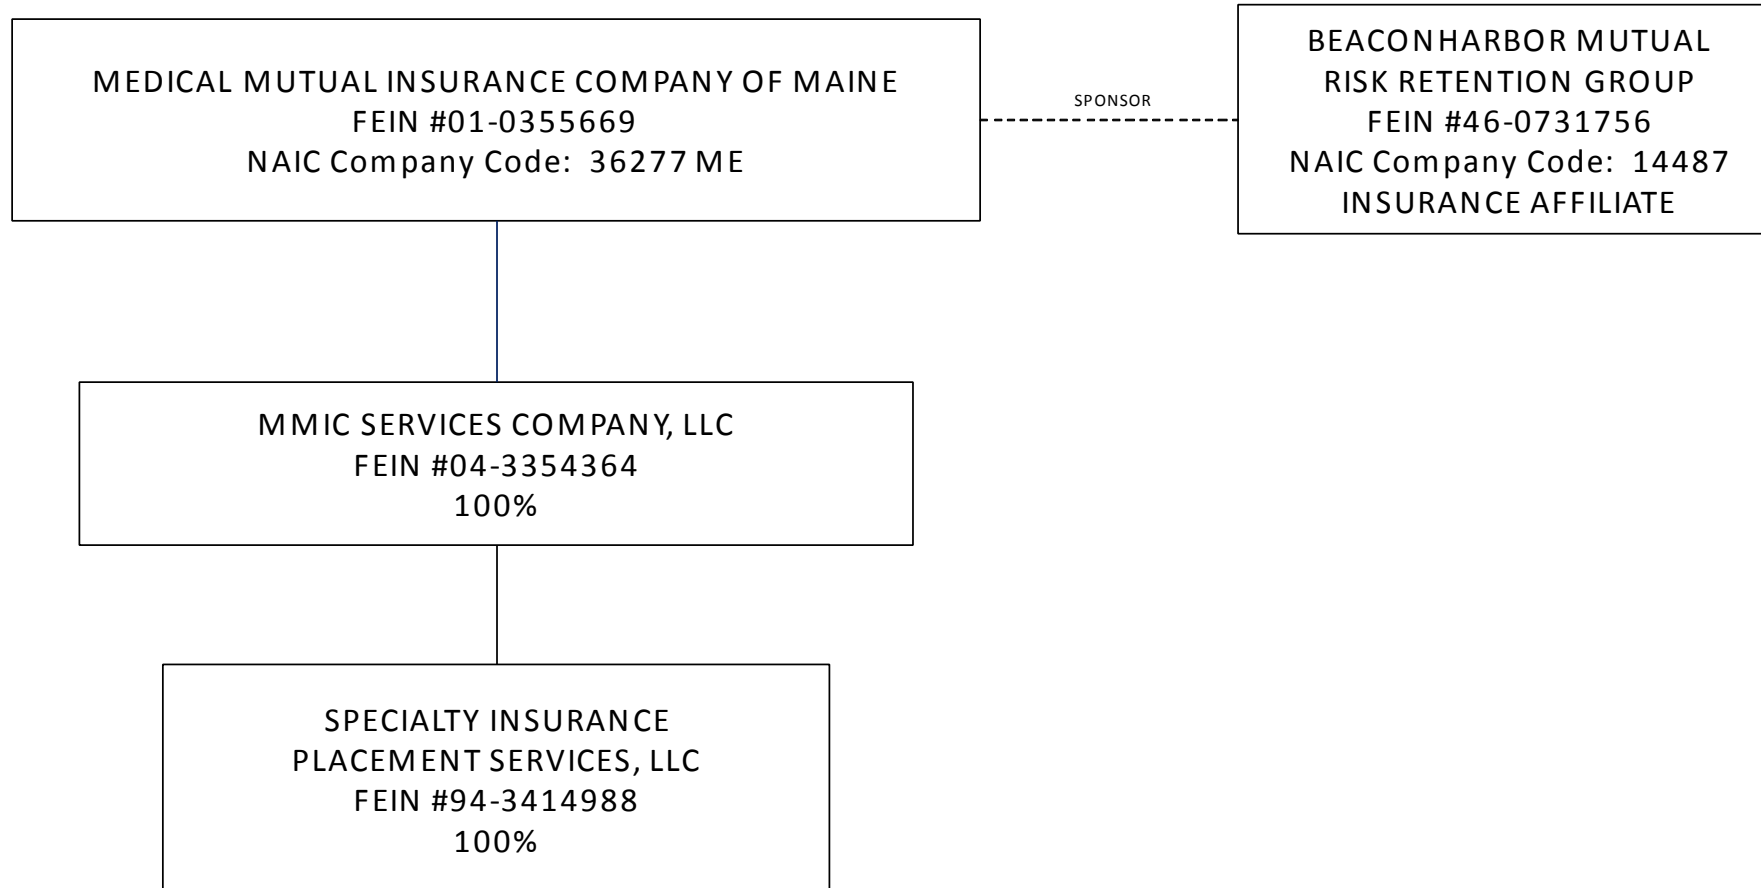 MEDICAL MUTUAL INSURANCE COMPANY OF MAINE
FEIN #01-0355669
NAIC Company Code: 36277 ME
SPONSOR
BEACONHARBOR MUTUAL
RISK RETENTION GROUP
FEIN #46-0731756
NAIC Company Code: 14487
INSURANCE AFFILIATE
MMIC SERVICES COMPANY, LLC
FEIN #04-3354364
100%
SPECIALTY INSURANCE
PLACEMENT SERVICES, LLC
FEIN #94-3414988
100%